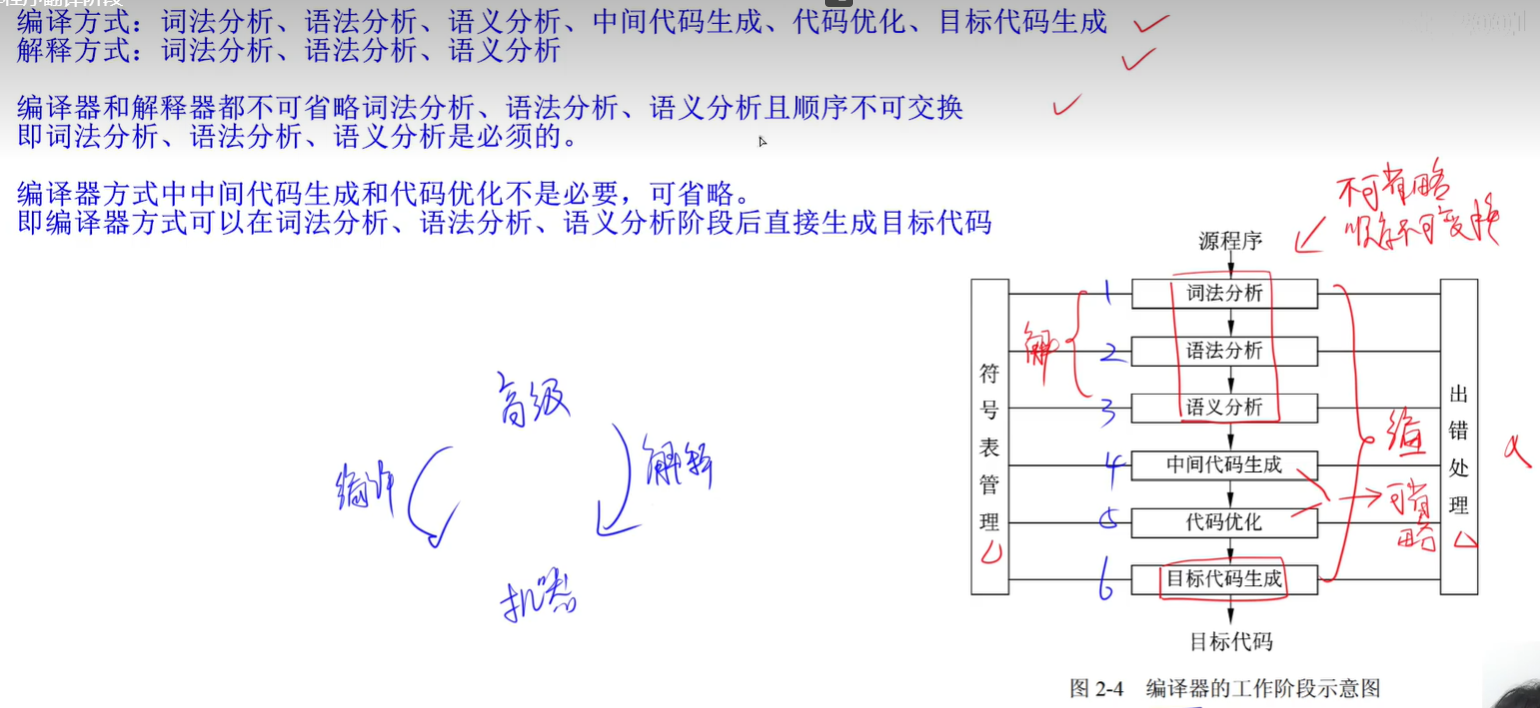 编译方式：词法分析、语法分析、语义分析、中间代码生成、代码优化、目标代码生成
解释方式：词法分析、语法分析、语义分析
编译器和解释器都不可省略词法分析、语法分析、语义分析且顺序不可交换
即词法分析、语法分析、语义分析是必须的。
编译器方式中中间代码生成和代码优化不是必要，可省略。
即编译器方式可以在词法分析、语法分析、语义分析阶段后直接生成目标代码
不可省略
顺序不可变换
源程序
1 词法分析
解
2 语法分析
3 语义分析
4 中间代码生成
5 代码优化
6 目标代码生成
目标代码
符号表管理
出错处理
编
可省略
高级
编译
解释
机器
图 2-4 编译器的工作阶段示意图